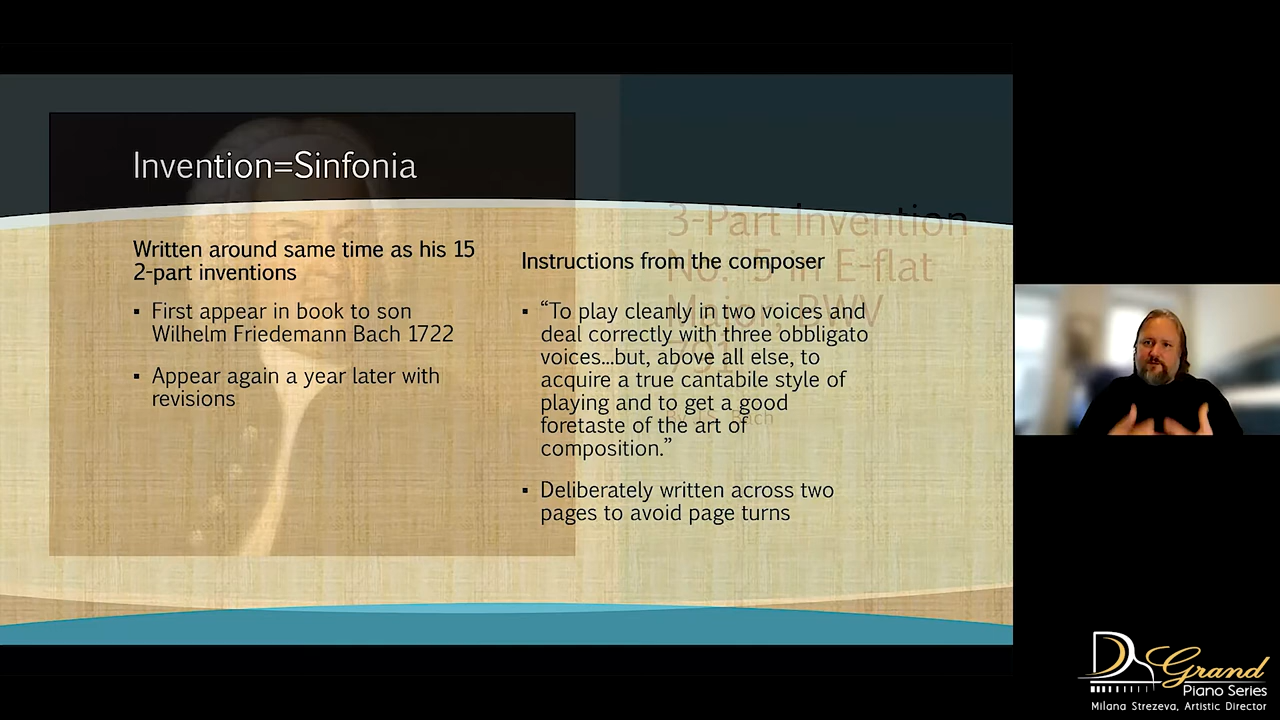 Invention=Sinfonia
Written around same time as his 15
2-part inventions
▪ First appear in book to son
Wilhelm Friedemann Bach 1722
▪ Appear again a year later with
revisions
Instructions from the composer
▪ “To play cleanly in two voices and
deal correctly with three obbligato
voices…but, above all else, to
acquire a true cantabile style of
playing and to get a good
foretaste of the art of
composition.”
▪ Deliberately written across two
pages to avoid page turns
3-Part Invention
No. 5 in E-flat
Major, BWV
791
Bach
Grand
Piano Series
Milana Strezeva, Artistic Director